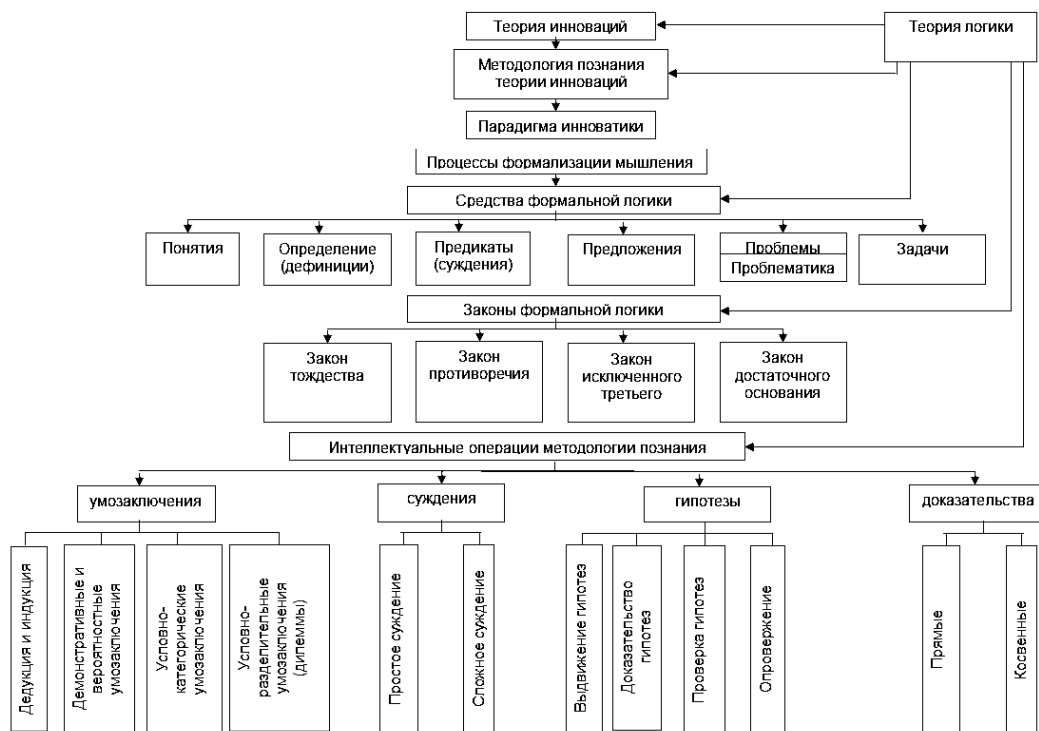 Теория инноваций
Теория логики
Методология познания
теории инноваций
Парадигма инноватики
Процессы формализации мышления
Средства формальной логики
Понятия
Определение
(дефиниции)
Предикаты
(суждения)
Предложения
Проблемы
Проблематика
Задачи
Законы формальной логики
Закон
тождества
Закон
противоречия
Закон
исключенного
третьего
Закон
достаточного
основания
Интеллектуальные операции методологии познания
умозаключения
суждения
гипотезы
доказательства
Дедукция и индукция
Демонстративные и
вероятностные
умозаключения
Условно-
категорические
умозаключения
Условно-
разделительные
умозаключения
(дилеммы)
Простое суждение
Сложное суждение
Выдвижение гипотез
Доказательство
гипотез
Проверка гипотез
Опровержение
Прямые
Косвенные